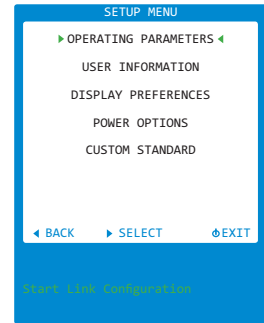 SETUP MENU
OPERATING PARAMETERS
USER INFORMATION
DISPLAY PREFERENCES
POWER OPTIONS
CUSTOM STANDARD
BACK SELECT EXIT
Start Link Configuration